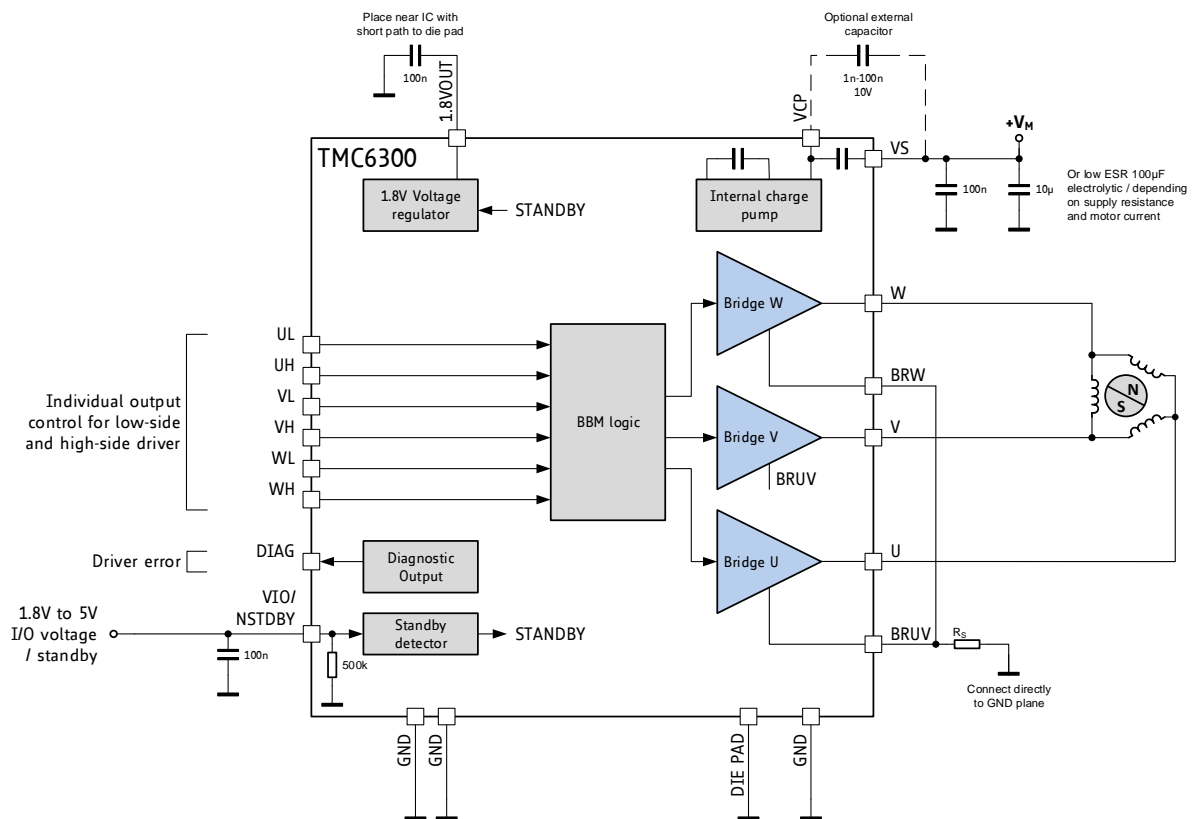 Place near IC with
short path to die pad
100n
1.8VOUT
Optional external
capacitor
1n-100n
10V
VCP
+VM
TMC6300
VS
1.8V Voltage
regulator
STANDBY
Internal charge
pump
100n
10µ
Or low ESR 100µF
electrolytic / depending
on supply resistance
and motor current
Bridge W
W
UL
UH
VL
VH
WL
WH
Individual output
control for low-side
and high-side driver
BBM logic
BRW
N
S
Bridge V
V
BRUV
Driver error
DIAG
Diagnostic
Output
Bridge U
U
1.8V to 5V
I/O voltage
/ standby
VIO/
NSTDBY
100n
500k
Standby
detector
STANDBY
BRUV
RS
Connect directly
to GND plane
GND
GND
DIE PAD
GND